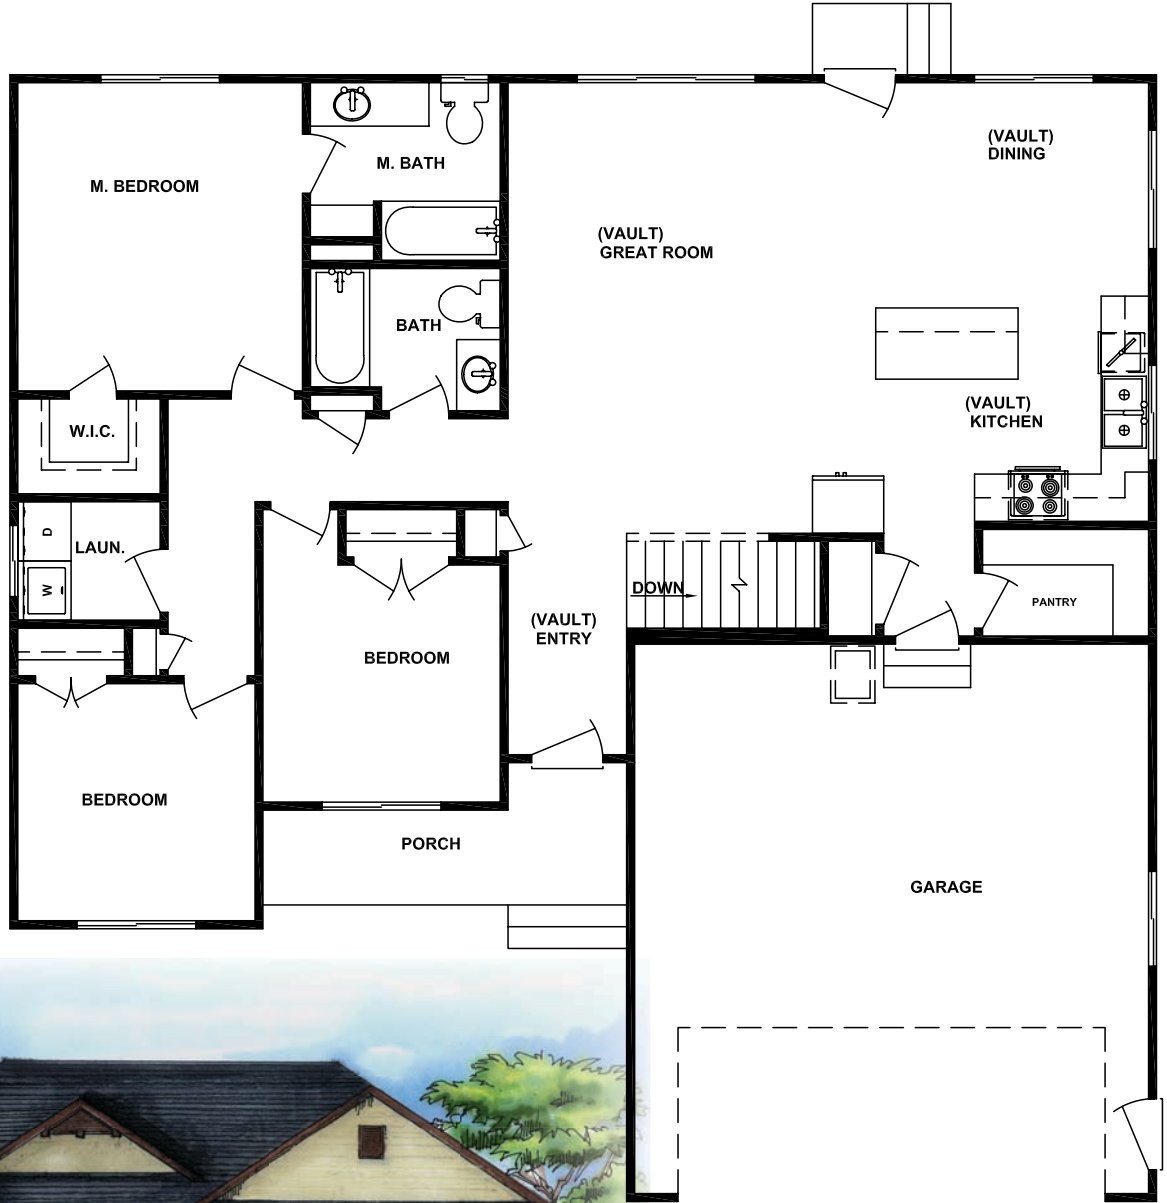 (VAULT)
DINING
M. BATH
M. BEDROOM
(VAULT)
GREAT ROOM
BATH
(VAULT)
KITCHEN
W.I.C.
D
LAUN.
W
DOWN
PANTRY
(VAULT)
ENTRY
BEDROOM
BEDROOM
PORCH
GARAGE